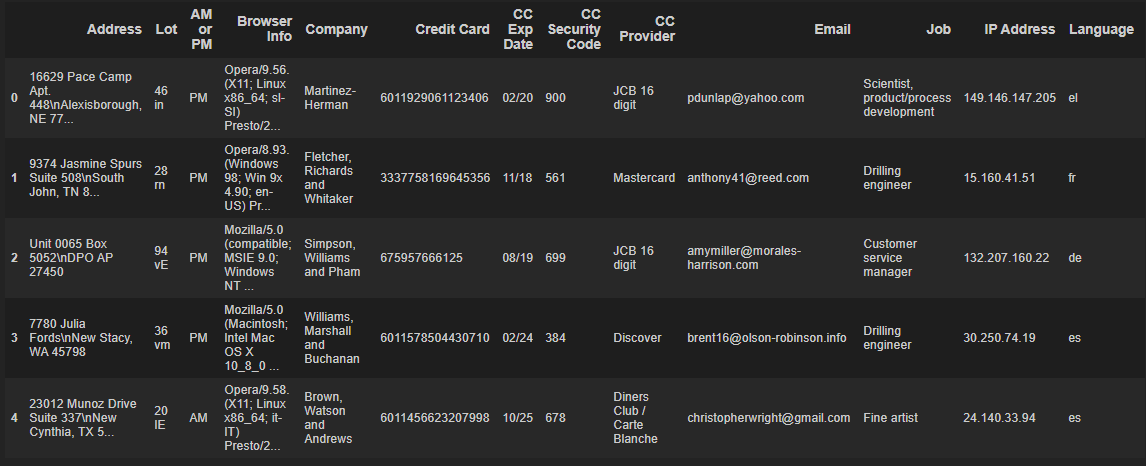 Address
Lot
AM
or
PM
Browser
Info
Company
Credit Card
CC
Exp
Date
CC
Security
Code
CC
Provider
Email
Job
IP Address
Language
0
16629 Pace Camp
Apt.
448\nAlexisborough,
NE 77...
46
in
PM
Opera/9.56.
(X11; Linux
x86_64; sl-
SI)
Presto/2...
Martinez-
Herman
6011929061123406
02/20
900
JCB 16
digit
pdunlap@yahoo.com
Scientist,
product/process
development
149.146.147.205
el
1
9374 Jasmine Spurs
Suite 508\nSouth
John, TN 8...
28
rn
PM
Opera/8.93.
(Windows
98; Win 9x
4.90; en-
US) Pr...
Fletcher,
Richards
and
Whitaker
3337758169645356
11/18
561
Mastercard
anthony41@reed.com
Drilling
engineer
15.160.41.51
fr
2
Unit 0065 Box
5052\nDPO AP
27450
94
vE
PM
Mozilla/5.0
(compatible;
MSIE 9.0;
Windows
NT ...
Simpson,
Williams
and Pham
675957666125
08/19
699
JCB 16
digit
amymiller@morales-
harrison.com
Customer
service
manager
132.207.160.22
de
3
7780 Julia
Fords\nNew Stacy,
WA 45798
36
vm
PM
Mozilla/5.0
(Macintosh;
Intel Mac
OS X
10_8_0 ...
Williams,
Marshall
and
Buchanan
6011578504430710
02/24
384
Discover
brent16@olson-robinson.info
Drilling
engineer
30.250.74.19
es
4
23012 Munoz Drive
Suite 337\nNew
Cynthia, TX 5...
20
IE
AM
Opera/9.58.
(X11; Linux
x86_64; it-
IT)
Presto/2...
Brown,
Watson
and
Andrews
6011456623207998
10/25
678
Diners
Club /
Carte
Blanche
christopherwright@gmail.com
Fine artist
24.140.33.94
es